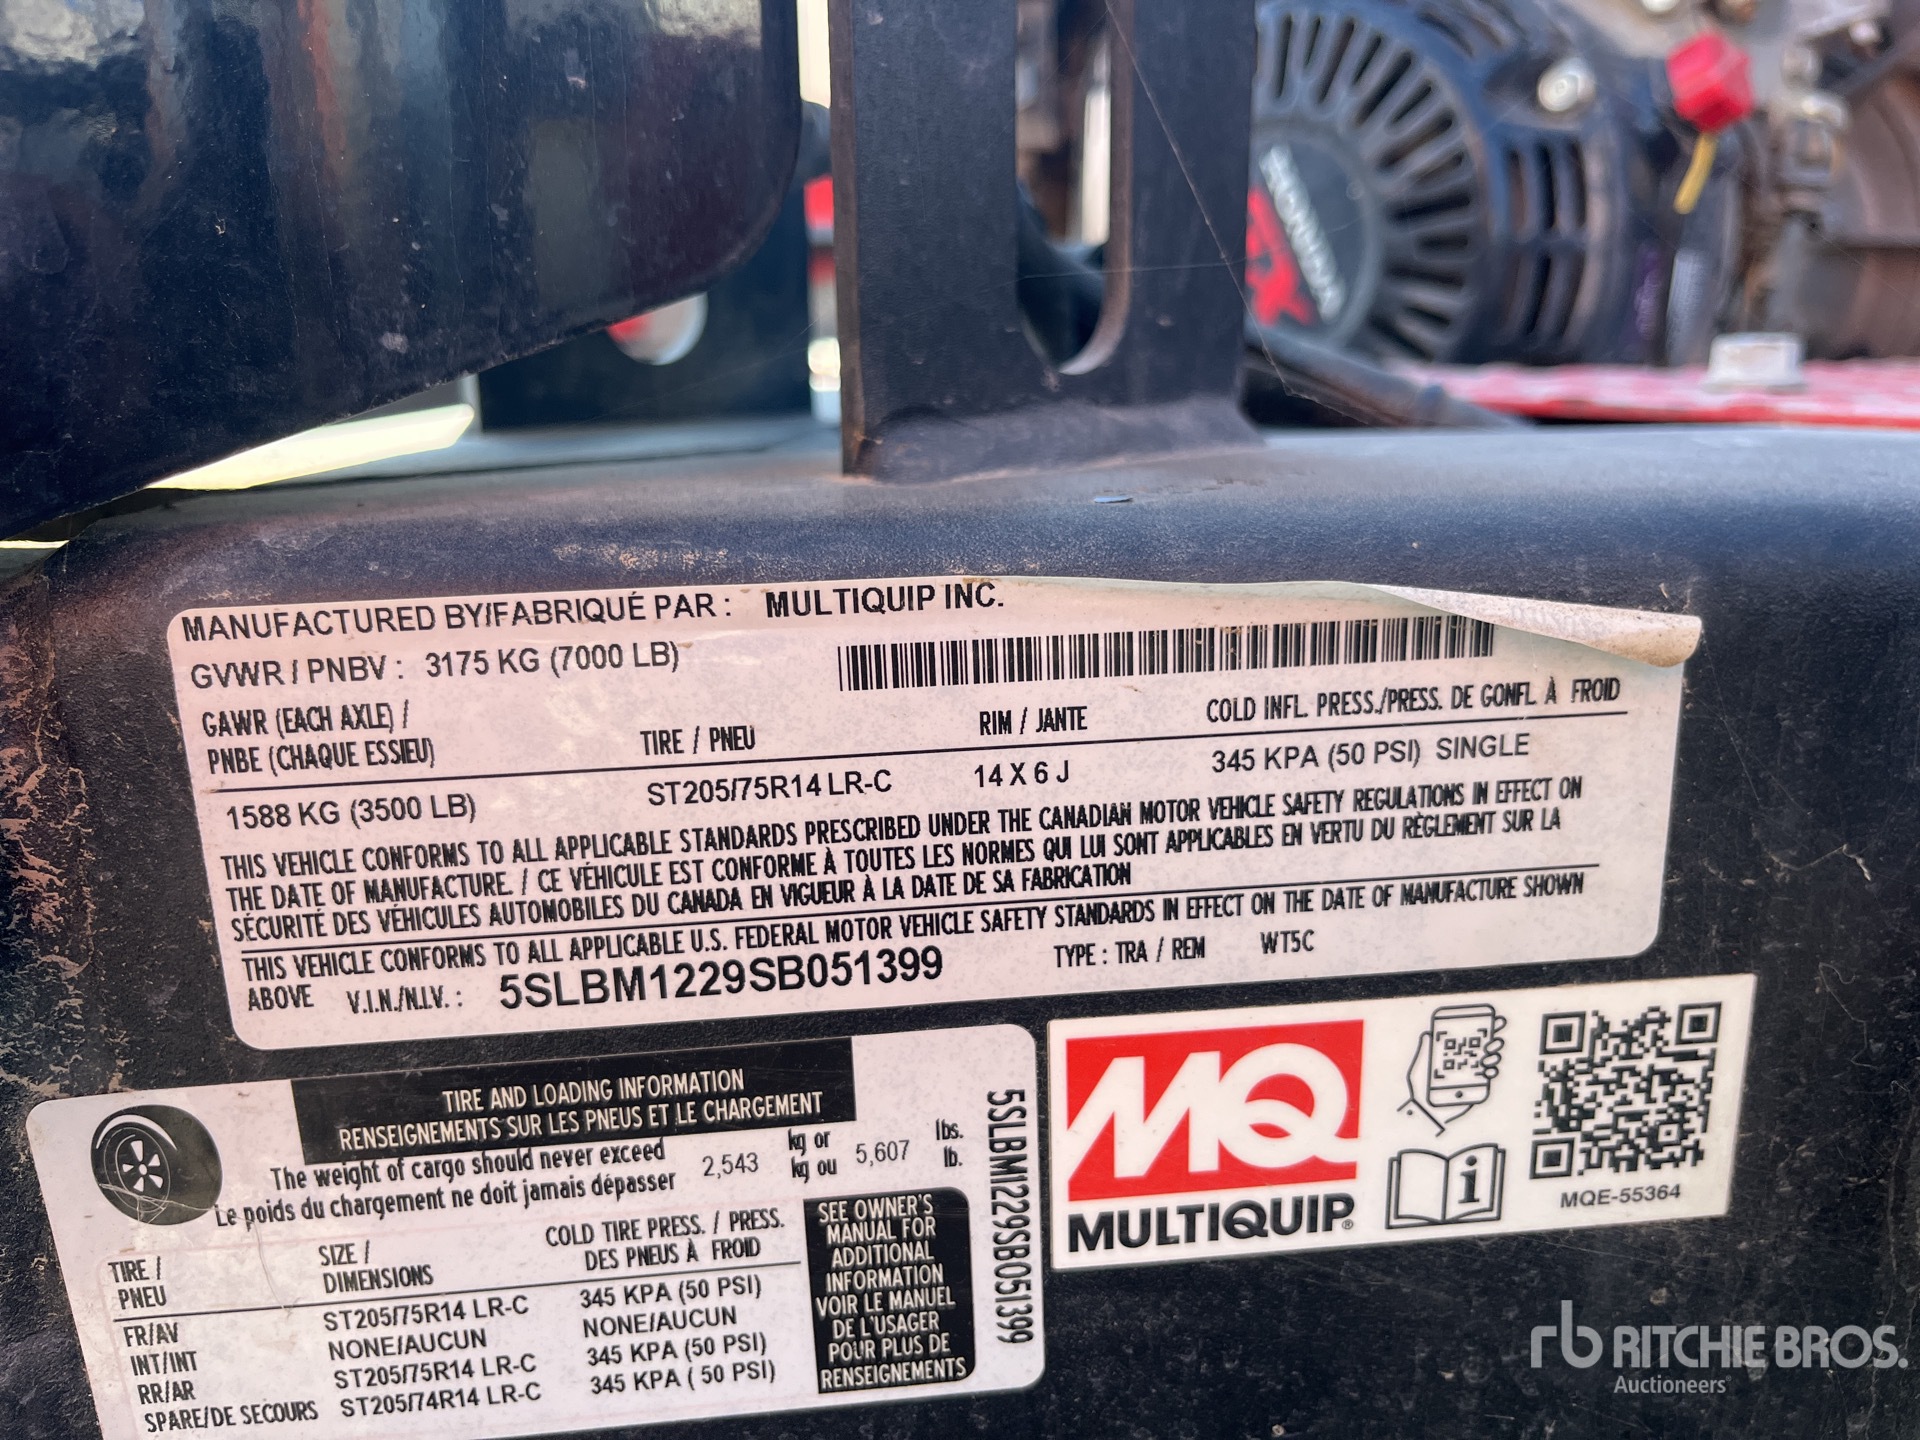 HONDA
GX
MANUFACTURED BY/FABRIQUÉ PAR : MULTIQUIP INC.
GVWR / PNBV : 3175 KG (7000 LB)
GAWR (EACH AXLE) /
PNBE (CHAQUE ESSIEU)
TIRE / PNEU
RIM / JANTE
COLD INFL. PRESS./PRESS. DE GONFL. À FROID
1588 KG (3500 LB)
ST205/75R14 LR-C
14 X 6 J
345 KPA (50 PSI) SINGLE
THIS VEHICLE CONFORMS TO ALL APPLICABLE STANDARDS PRESCRIBED UNDER THE CANADIAN MOTOR VEHICLE SAFETY REGULATIONS IN EFFECT ON
THE DATE OF MANUFACTURE. / CE VÉHICULE EST CONFORME À TOUTES LES NORMES QUI LUI SONT APPLICABLES EN VERTU DU RÈGLEMENT SUR LA
SÉCURITÉ DES VÉHICULES AUTOMOBILES DU CANADA EN VIGUEUR À LA DATE DE SA FABRICATION
THIS VEHICLE CONFORMS TO ALL APPLICABLE U.S. FEDERAL MOTOR VEHICLE SAFETY STANDARDS IN EFFECT ON THE DATE OF MANUFACTURE SHOWN
ABOVE V.I.N./N.I.V. : 5SLBM1229SB051399 TYPE : TRA / REM WT5C
TIRE AND LOADING INFORMATION
RENSEIGNEMENTS SUR LES PNEUS ET LE CHARGEMENT
The weight of cargo should never exceed
Le poids du chargement ne doit jamais dépasser
2,543
kg or
kg ou
5,607
lbs.
lb.
TIRE /
PNEU
SIZE /
DIMENSIONS
COLD TIRE PRESS. / PRESS.
DES PNEUS À FROID
FR/AV ST205/75R14 LR-C 345 KPA (50 PSI)
INT/INT NONE/AUCUN NONE/AUCUN
RR/AR ST205/75R14 LR-C 345 KPA (50 PSI)
SPARE/DE SECOURS ST205/74R14 LR-C 345 KPA ( 50 PSI)
SEE OWNER'S
MANUAL FOR
ADDITIONAL
INFORMATION
VOIR LE MANUEL
DE L'USAGER
POUR PLUS DE
RENSEIGNEMENTS
5SLBM1229SB051399
MQ
MULTIQUIP®
i
MQE-55364
rb RITCHIE BROS.
Auctioneers